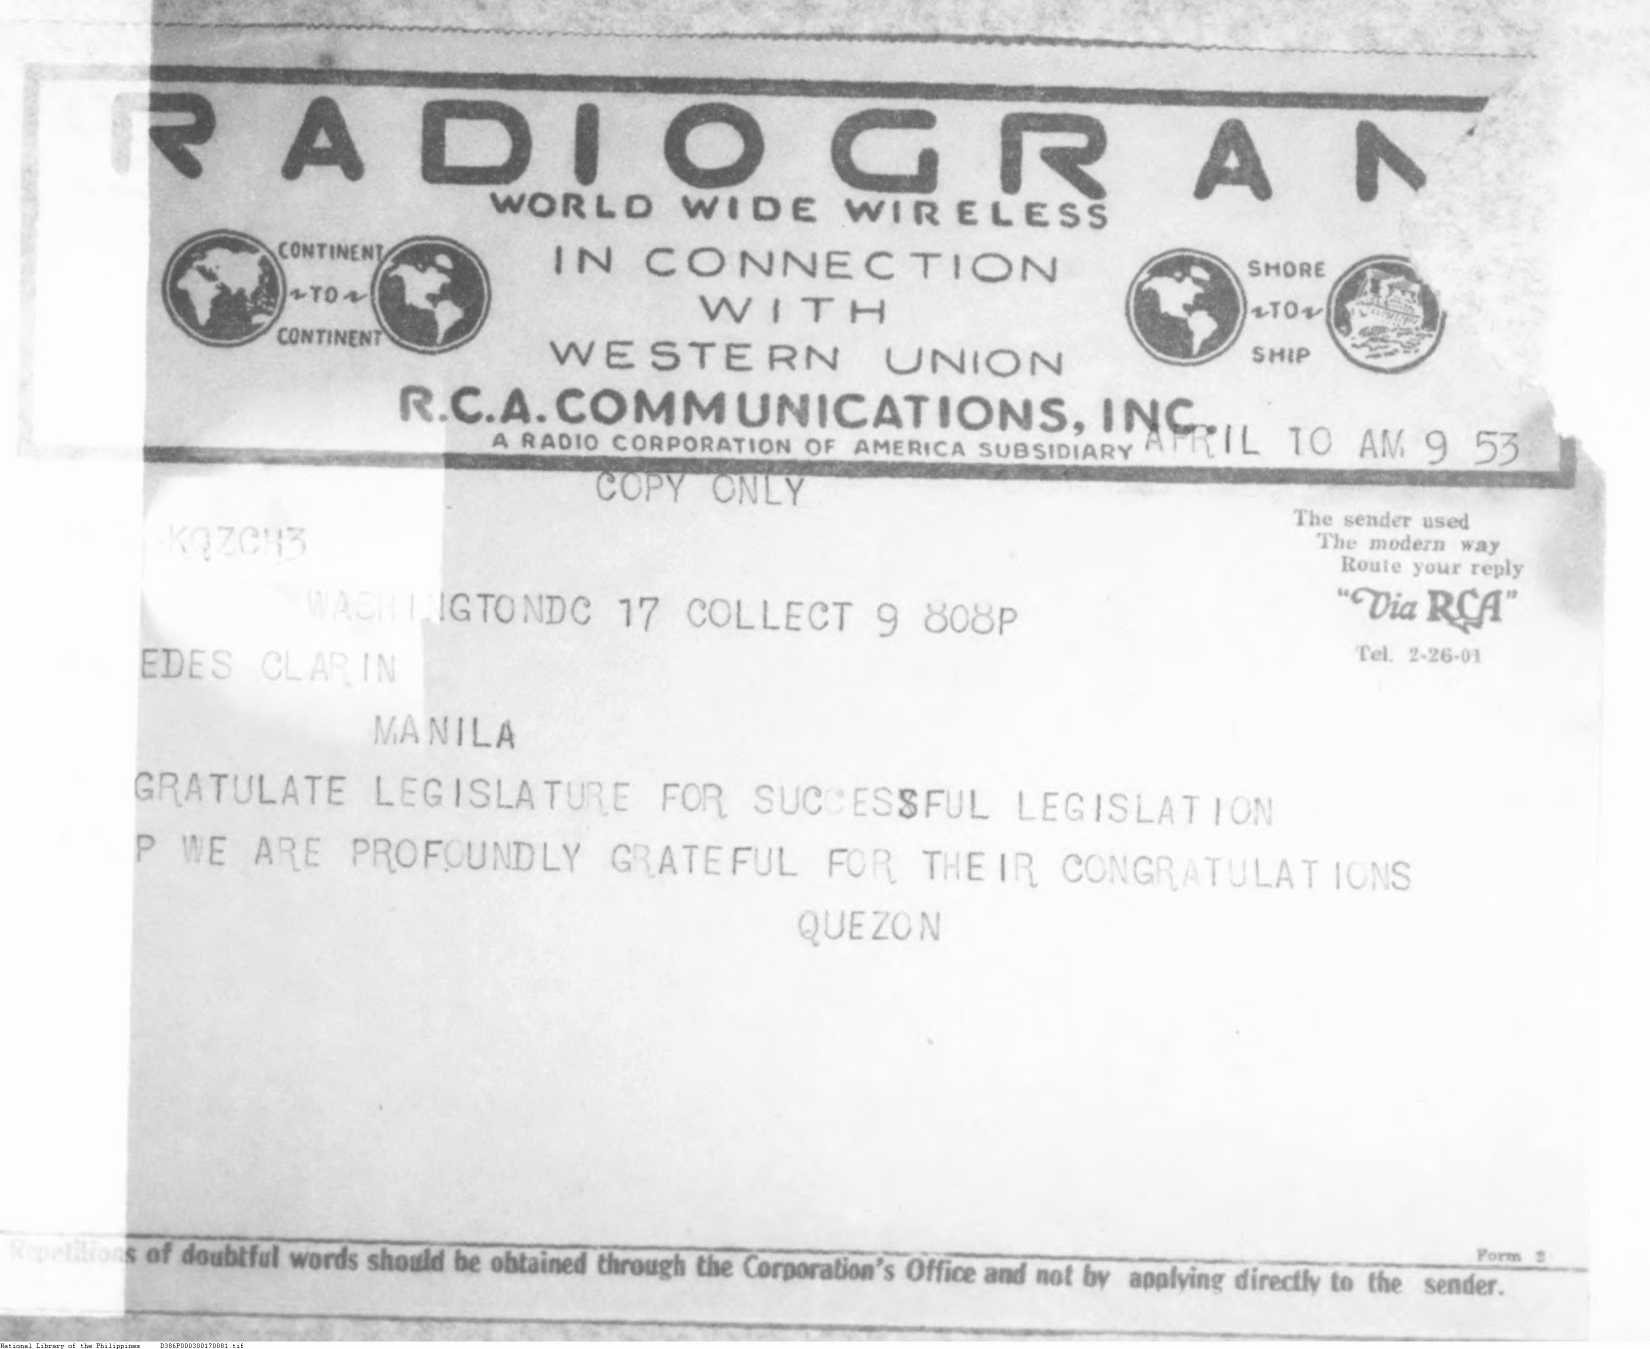 RADIOGRAM
WORLD WIDE WIRELESS
CONTINENT
~TO~
CONTINENT
IN CONNECTION
WITH
WESTERN UNION
SHORE
~TO~
SHIP
R.C.A. COMMUNICATIONS, INC.
A RADIO CORPORATION OF AMERICA SUBSIDIARY
APRIL 10 AM 9 53
COPY ONLY
The sender used
The modern way
Route your reply
"Via RCA"
Tel. 2-26-01
WASHINGTONDC 17 COLLECT 9 808P
EDES CLARIN
MANILA
GRATULATE LEGISLATURE FOR SUCCESSFUL LEGISLATION
P WE ARE PROFOUNDLY GRATEFUL FOR THEIR CONGRATULATIONS
QUEZON
Form 2
Repetitions of doubtful words should be obtained through the Corporation's Office and not by applying directly to the sender.
National Library of the Philippines D386P000300170001.tif